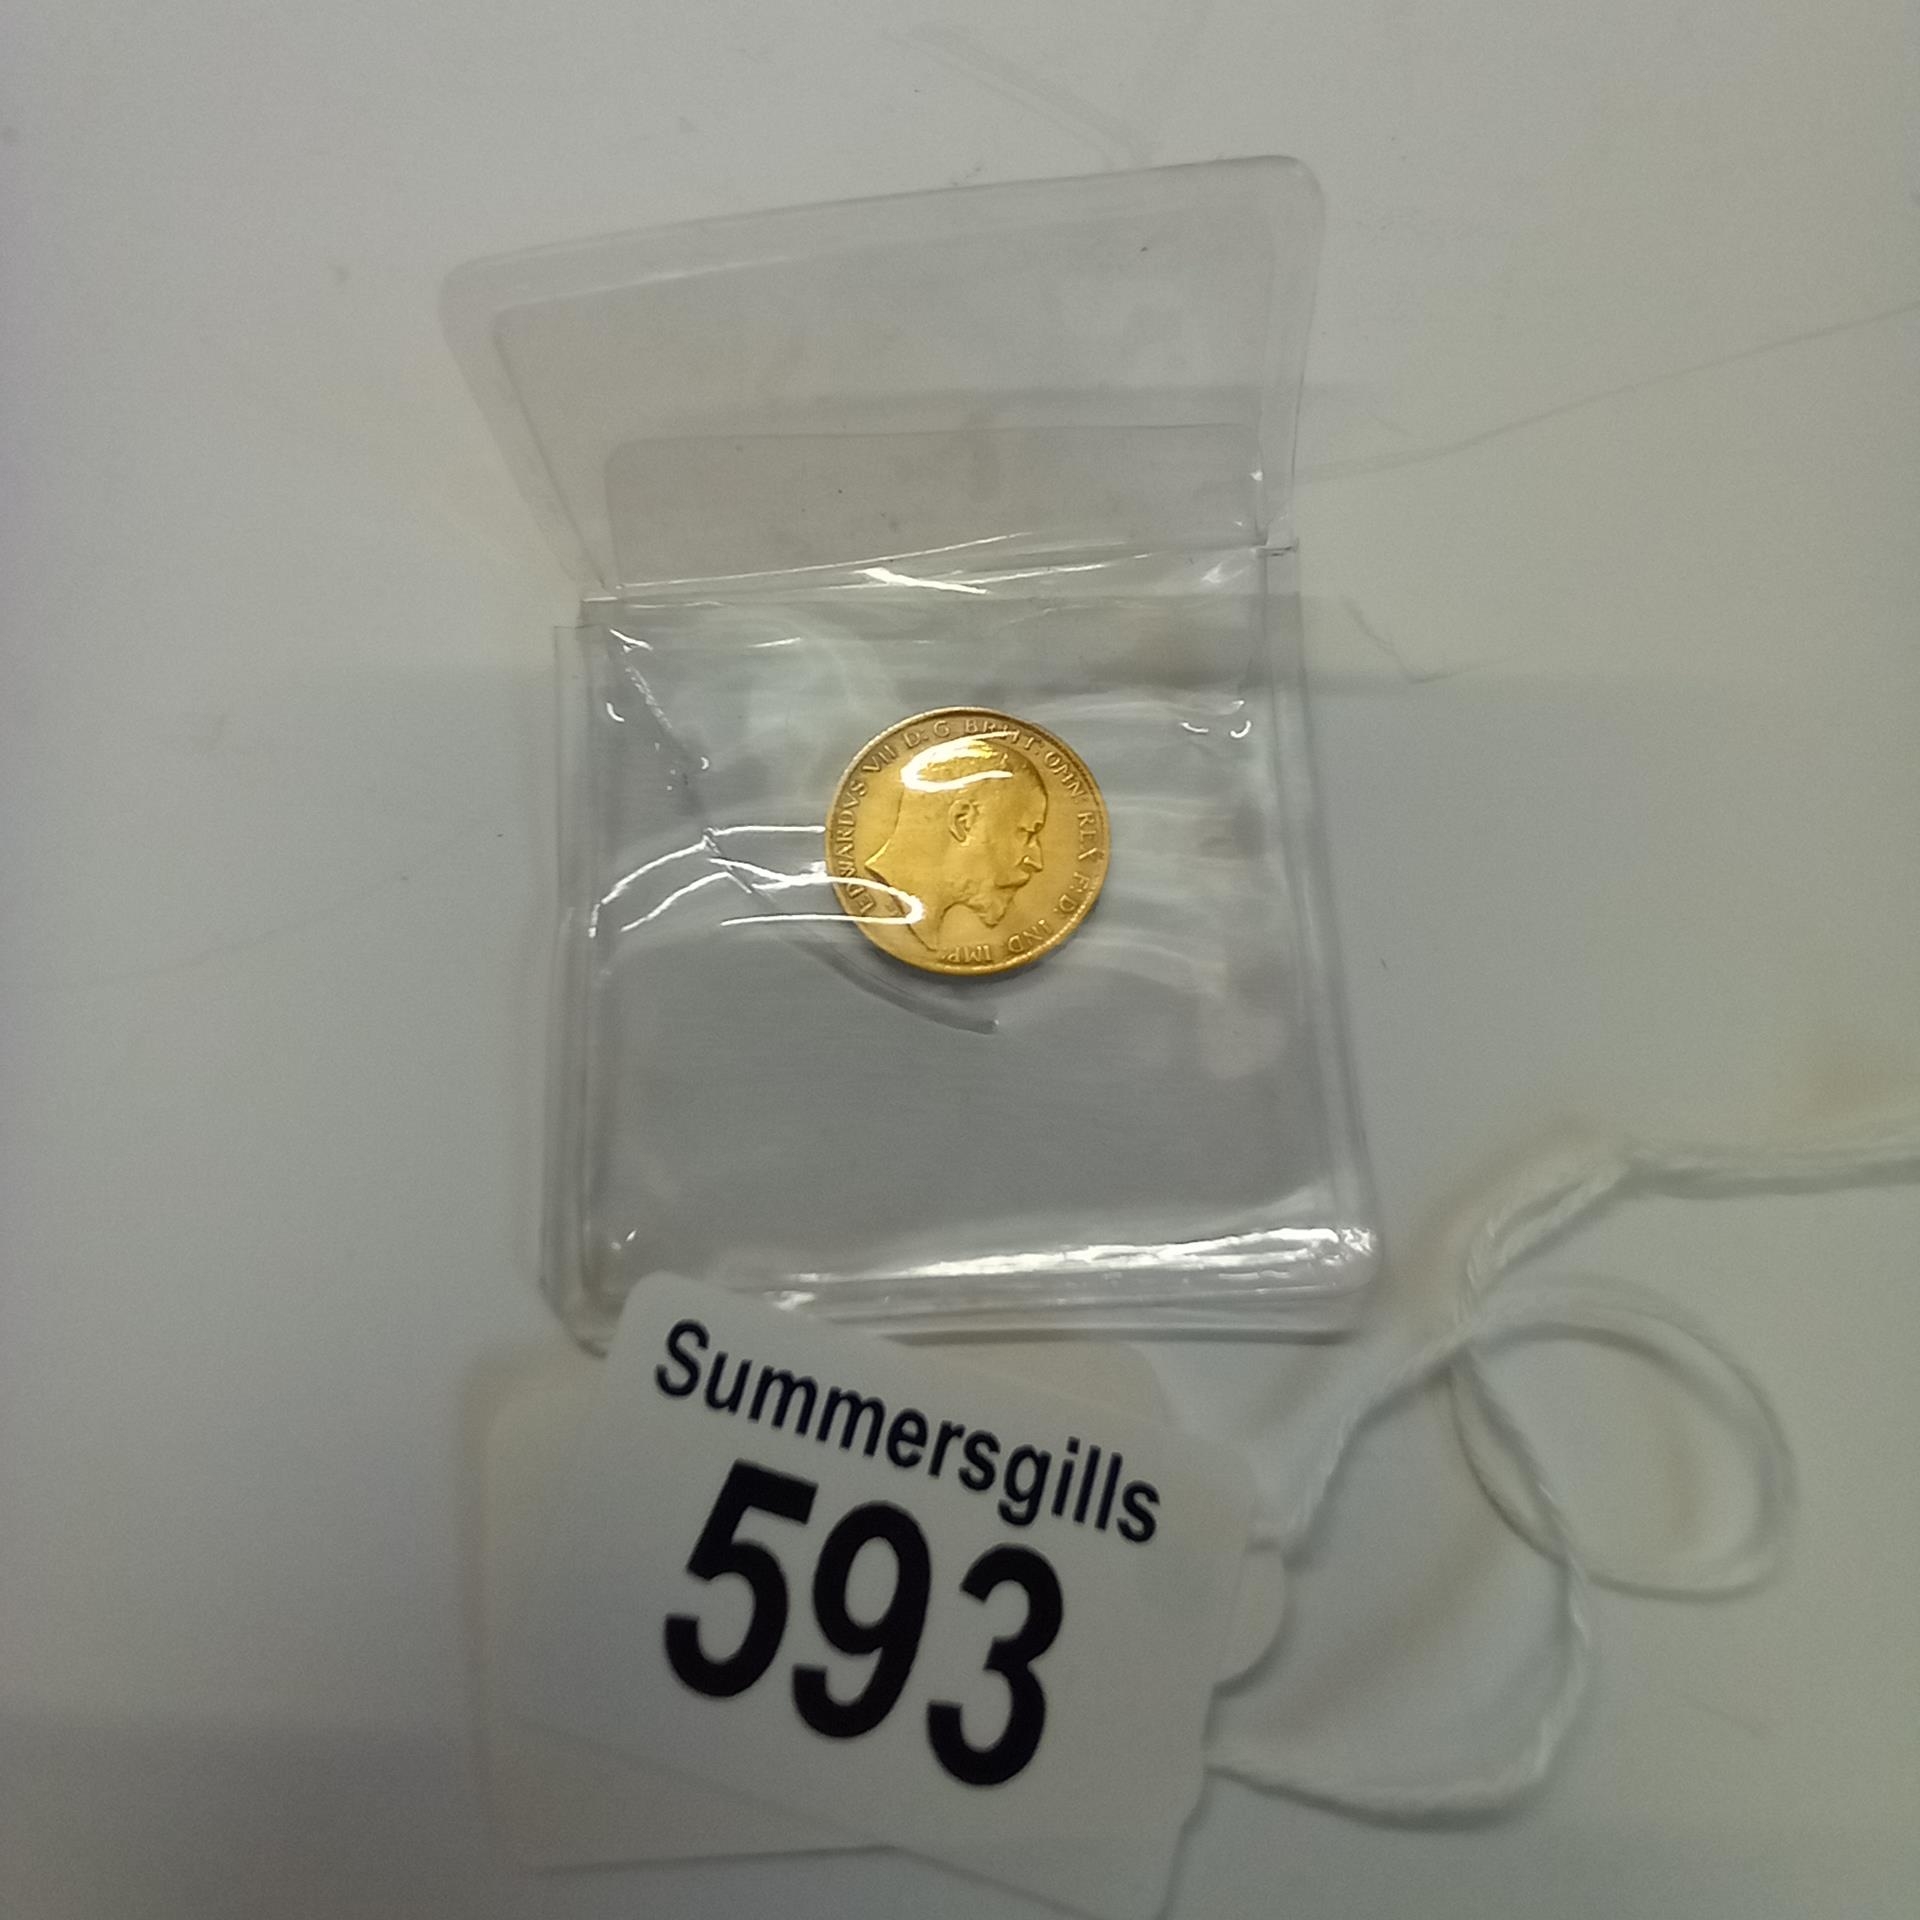 EDWARDVS VII D: G: BRITT: OMN: REX F: D: IND: IMP:
Summersgills
593